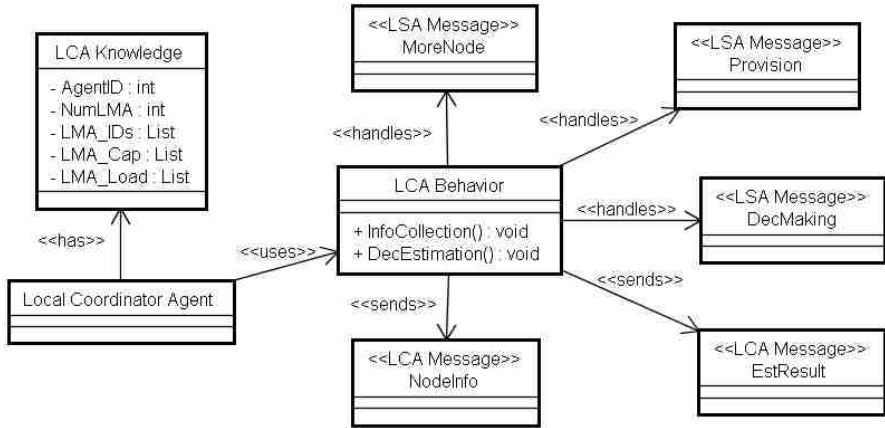 <<LSA Message>>
MoreNode
<<LSA Message>>
Provision
LCA Knowledge
- AgentID : int
- NumLMA : int
- LMA_IDs : List
- LMA_Cap : List
- LMA_Load : List
<<handles>>
<<handles>>
LCA Behavior
+ InfoCollection() : void
+ DecEstimation() : void
<<LSA Message>>
DecMaking
<<handles>>
<<has>>
<<uses>>
Local Coordinator Agent
<<sends>>
<<sends>>
<<LCA Message>>
NodeInfo
<<LCA Message>>
EstResult